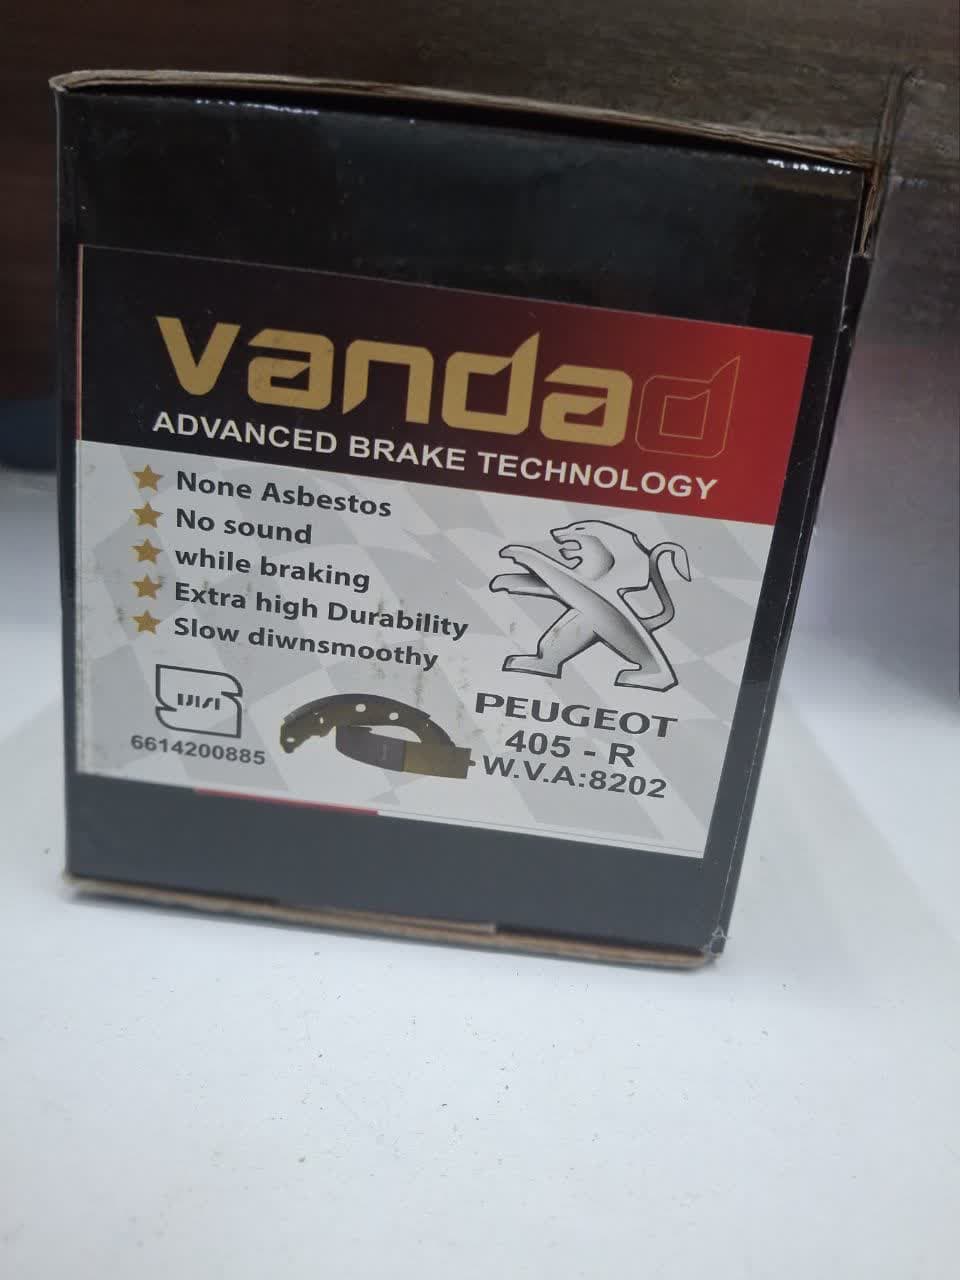 vandad
ADVANCED BRAKE TECHNOLOGY
None Asbestos
No sound
while braking
Extra high Durability
Slow diwnsmoothy
PEUGEOT
405 - R
W.V.A:8202
6614200885